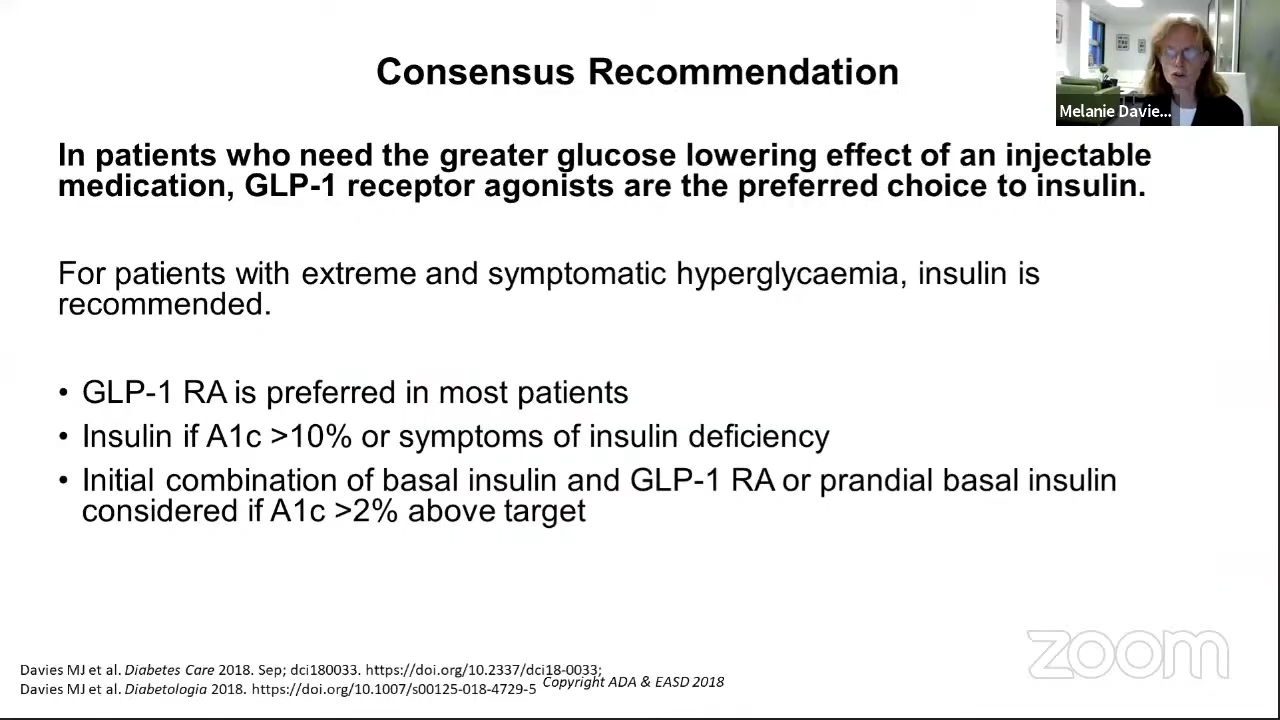 Consensus Recommendation
Melanie Davie...
In patients who need the greater glucose lowering effect of an injectable
medication, GLP-1 receptor agonists are the preferred choice to insulin.
For patients with extreme and symptomatic hyperglycaemia, insulin is
recommended.
• GLP-1 RA is preferred in most patients
• Insulin if A1c >10% or symptoms of insulin deficiency
• Initial combination of basal insulin and GLP-1 RA or prandial basal insulin
considered if A1c >2% above target
zoom
Davies MJ et al. Diabetes Care 2018. Sep; dci180033. https://doi.org/10.2337/dci18-0033;
Davies MJ et al. Diabetologia 2018. https://doi.org/10.1007/s00125-018-4729-5
Copyright ADA & EASD 2018